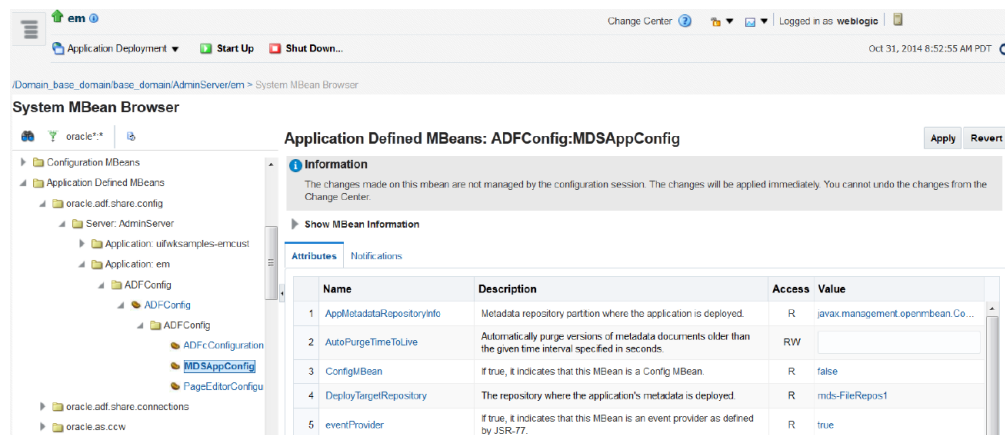 em
Change Center
Logged in as weblogic
Application Deployment
Start Up
Shut Down...
Oct 31, 2014 8:52:55 AM PDT
/Domain_base_domain/base_domain/AdminServer/em > System MBean Browser
System MBean Browser
oracle*:*
Configuration MBeans
Application Defined MBeans
oracle.adf.share.config
Server: AdminServer
Application: uifwksamples-emcust
Application: em
ADFConfig
ADFConfig
ADFConfig
ADFcConfiguration
MDSAppConfig
PageEditorConfigu
oracle.adf.share.connections
oracle.as.ccw
Application Defined MBeans: ADFConfig:MDSAppConfig
Apply
Revert
Information
The changes made on this mbean are not managed by the configuration session. The changes will be applied immediately. You cannot undo the changes from the
Change Center.
Show MBean Information
Attributes
Notifications
Name Description Access Value
1 AppMetadataRepositoryInfo Metadata repository partition where the application is deployed. R javax.management.openmbean.Co...
2 AutoPurgeTimeToLive Automatically purge versions of metadata documents older than
the given time interval specified in seconds. RW
3 ConfigMBean If true, it indicates that this MBean is a Config MBean. R false
4 DeployTargetRepository The repository where the application's metadata is deployed. R mds-FileRepos1
5 eventProvider If true, it indicates that this MBean is an event provider as defined
by JSR-77. R true